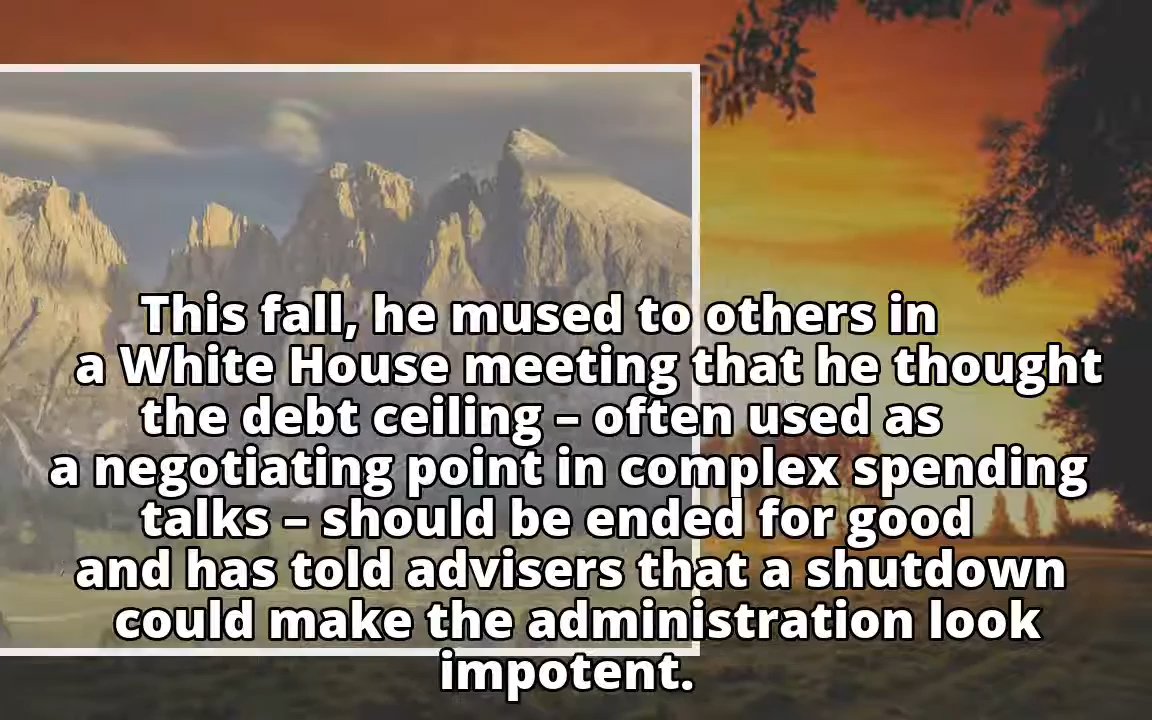 This fall, he mused to others in
a White House meeting that he thought
the debt ceiling – often used as
a negotiating point in complex spending
talks – should be ended for good
and has told advisers that a shutdown
could make the administration look
impotent.